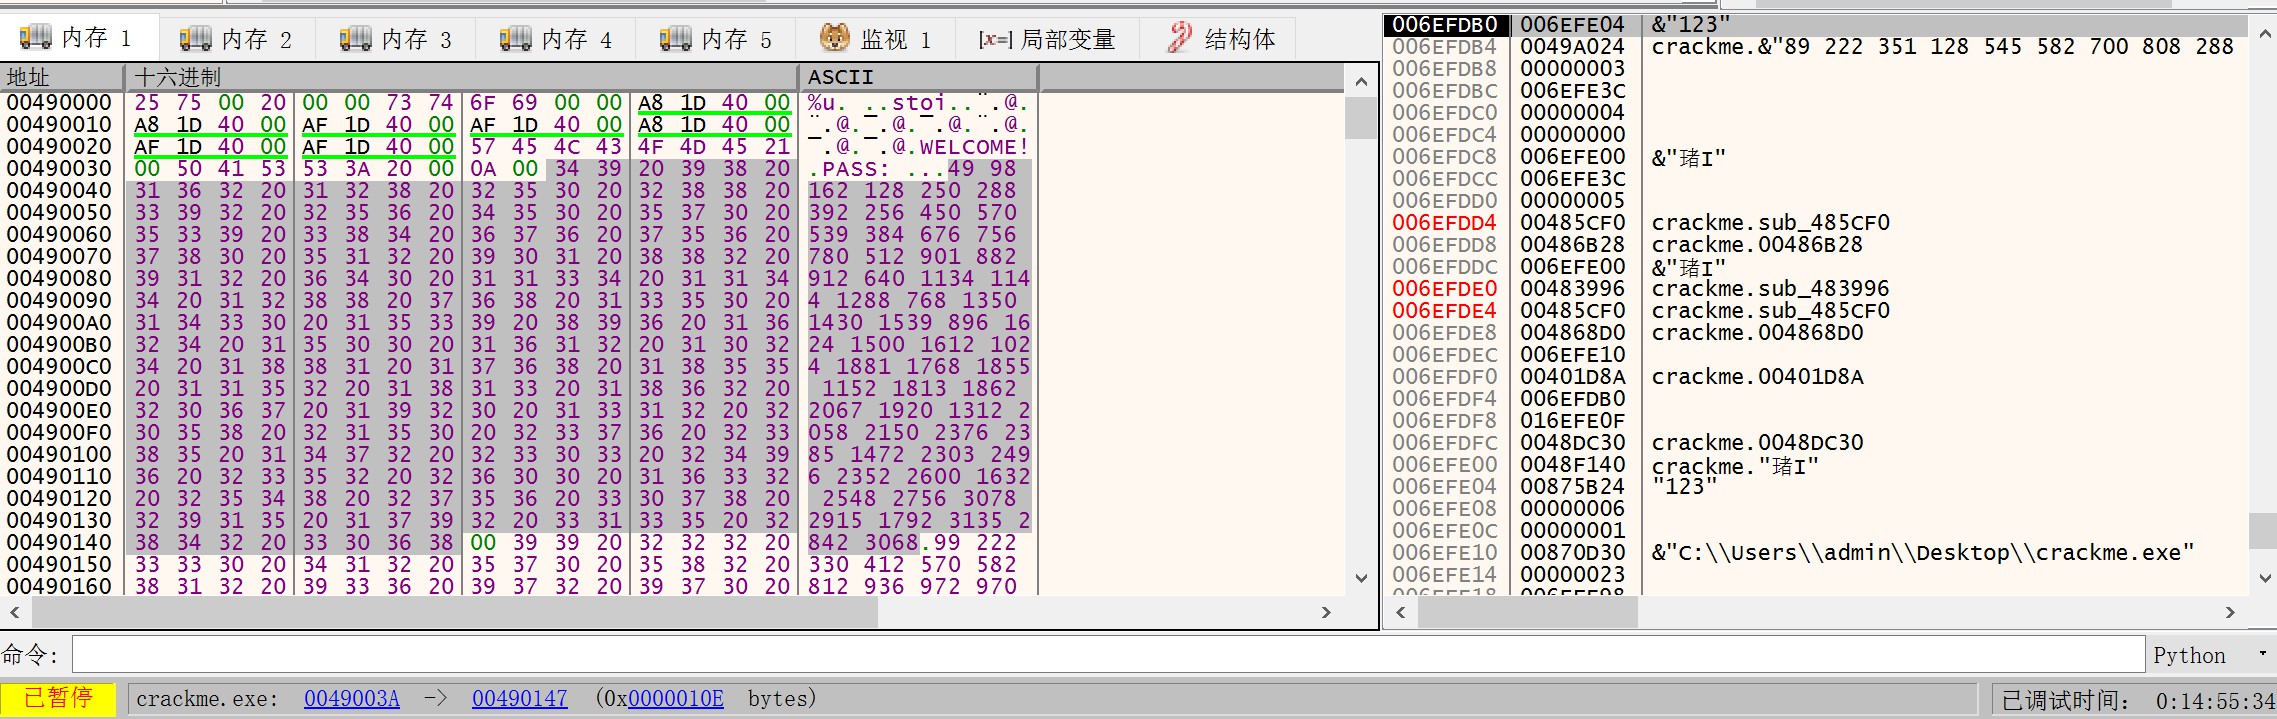 内存 1 内存 2 内存 3 内存 4 内存 5 监视 1 [x=] 局部变量 结构体
地址 十六进制 ASCII
00490000 25 75 00 20 00 00 73 74 6F 69 00 00 A8 1D 40 00 %u. ..stoi..¨.@.
00490010 A8 1D 40 00 AF 1D 40 00 AF 1D 40 00 A8 1D 40 00 ¨.@.¯.@.¯.@.¨.@.
00490020 AF 1D 40 00 AF 1D 40 00 57 45 4C 43 4F 4D 45 21 ¯.@.¯.@.WELCOME!
00490030 00 50 41 53 53 3A 20 00 0A 00 34 39 20 39 38 20 .PASS: ...49 98
00490040 31 36 32 20 31 32 38 20 32 35 30 20 32 38 38 20 162 128 250 288
00490050 33 39 32 20 32 35 36 20 34 35 30 20 35 37 30 20 392 256 450 570
00490060 35 33 39 20 33 38 34 20 36 37 36 20 37 35 36 20 539 384 676 756
00490070 37 38 30 20 35 31 32 20 39 30 31 20 38 38 32 20 780 512 901 882
00490080 39 31 32 20 36 34 30 20 31 31 33 34 20 31 31 34 912 640 1134 114
00490090 34 20 31 32 38 38 20 37 36 38 20 31 33 35 30 20 4 1288 768 1350
004900A0 31 34 33 30 20 31 35 33 39 20 38 39 36 20 31 36 1430 1539 896 16
004900B0 32 34 20 31 35 30 30 20 31 36 31 32 20 31 30 32 24 1500 1612 102
004900C0 34 20 31 38 38 31 20 31 37 36 38 20 31 38 35 35 4 1881 1768 1855
004900D0 20 31 31 35 32 20 31 38 31 33 20 31 38 36 32 20 1152 1813 1862
004900E0 32 30 36 37 20 31 39 32 30 20 31 33 31 32 20 32 2067 1920 1312 2
004900F0 30 35 38 20 32 31 35 30 20 32 33 37 36 20 32 33 058 2150 2376 23
00490100 38 35 20 31 34 37 32 20 32 33 30 33 20 32 34 39 85 1472 2303 249
00490110 36 20 32 33 35 32 20 32 36 30 30 20 31 36 33 32 6 2352 2600 1632
00490120 20 32 35 34 38 20 32 37 35 36 20 33 30 37 38 20 2548 2756 3078
00490130 32 39 31 35 20 31 37 39 32 20 33 31 33 35 20 32 2915 1792 3135 2
00490140 38 34 32 20 33 30 36 38 00 39 39 20 32 32 32 20 842 3068.99 222
00490150 33 33 30 20 34 31 32 20 35 37 30 20 35 38 32 20 330 412 570 582
00490160 38 31 32 20 39 33 36 20 39 37 32 20 39 37 30 20 812 936 972 970
006EFDB0 006EFE04 &"123"
006EFDB4 0049A024 crackme.&"89 222 351 128 545 582 700 808 288
006EFDB8 00000003
006EFDBC 006EFE3C
006EFDC0 00000004
006EFDC4 00000000
006EFDC8 006EFE00 &"瑃I"
006EFDCC 006EFE3C
006EFDD0 00000005
006EFDD4 00485CF0 crackme.sub_485CF0
006EFDD8 00486B28 crackme.00486B28
006EFDDC 006EFE00 &"瑃I"
006EFDE0 00483996 crackme.sub_483996
006EFDE4 00485CF0 crackme.sub_485CF0
006EFDE8 004868D0 crackme.004868D0
006EFDEC 006EFE10
006EFDF0 00401D8A crackme.00401D8A
006EFDF4 006EFDB0
006EFDF8 016EFE0F
006EFDFC 0048DC30 crackme.0048DC30
006EFE00 0048F140 crackme."瑃I"
006EFE04 00875B24 "123"
006EFE08 00000006
006EFE0C 00000001
006EFE10 00870D30 &"C:\\Users\\admin\\Desktop\\crackme.exe"
006EFE14 00000023
命令: Python
已暂停 crackme.exe: 0049003A -> 00490147 (0x0000010E bytes) 已调试时间: 0:14:55:34